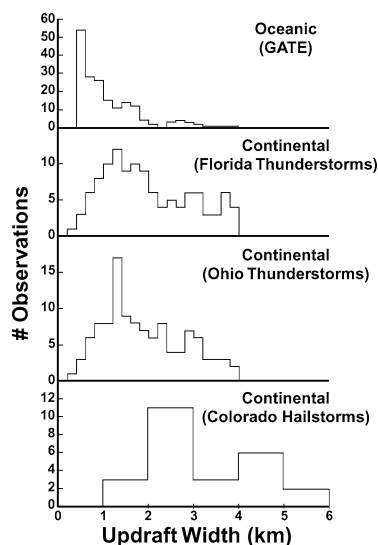 60
50
40
30
20
10
0
Oceanic
(GATE)
10
5
0
Continental
(Florida Thunderstorms)
# Observations
15
10
5
0
Continental
(Ohio Thunderstorms)
12
10
8
6
4
2
0
Continental
(Colorado Hailstorms)
0 1 2 3 4 5 6
Updraft Width (km)